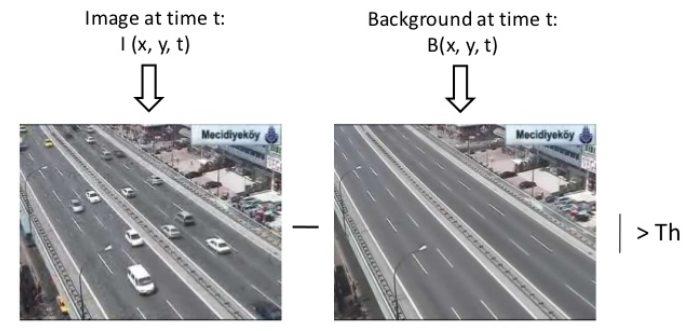 Image at time t:
I (x, y, t)
Background at time t:
B(x, y, t)
Mecidiyeköy
Mecidiyeköy
— | > Th